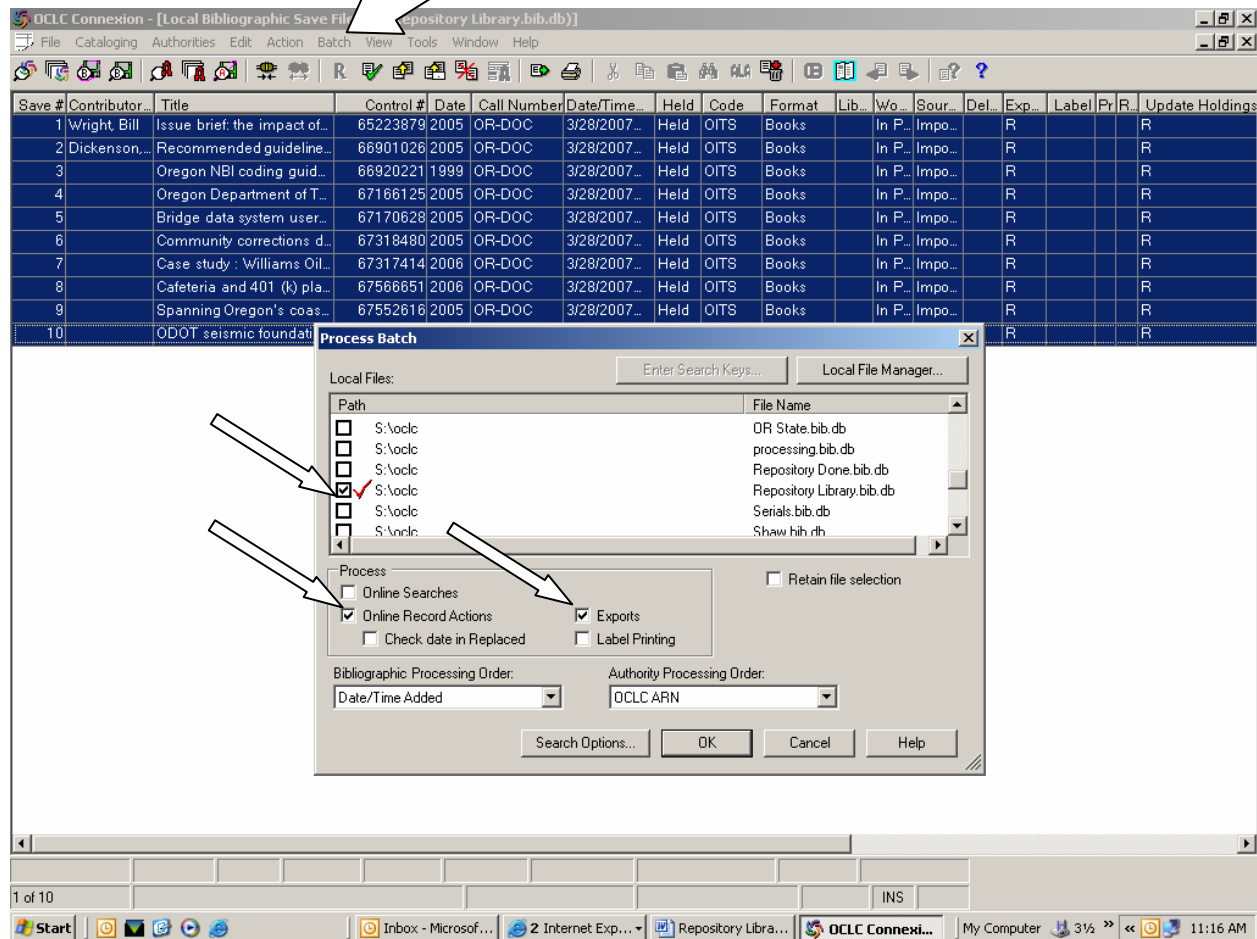 OCLC Connexion - [Local Bibliographic Save File epository Library.bib.db)]
File Cataloging Authorities Edit Action Batch View Tools Window Help
Save # Contributor... Title Control # Date Call Number Date/Time... Held Code Format Lib... Wo... Sour... Del... Exp... Label Pr R... Update Holdings
1 Wright, Bill Issue brief: the impact of... 65223879 2005 OR-DOC 3/28/2007... Held OITS Books In P... Impo... R R
2 Dickenson,... Recommended guideline... 66901026 2005 OR-DOC 3/28/2007... Held OITS Books In P... Impo... R R
3 Oregon NBI coding guid... 66920221 1999 OR-DOC 3/28/2007... Held OITS Books In P... Impo... R R
4 Oregon Department of T... 67166125 2005 OR-DOC 3/28/2007... Held OITS Books In P... Impo... R R
5 Bridge data system user... 67170628 2005 OR-DOC 3/28/2007... Held OITS Books In P... Impo... R R
6 Community corrections d... 67318480 2005 OR-DOC 3/28/2007... Held OITS Books In P... Impo... R R
7 Case study : Williams Oil... 67317414 2006 OR-DOC 3/28/2007... Held OITS Books In P... Impo... R R
8 Cafeteria and 401 (k) pla... 67566651 2006 OR-DOC 3/28/2007... Held OITS Books In P... Impo... R R
9 Spanning Oregon's coas... 67552616 2005 OR-DOC 3/28/2007... Held OITS Books In P... Impo... R R
10 ODOT seismic foundati R R
Process Batch
Enter Search Keys... Local File Manager...
Local Files:
Path File Name
S:\oclc OR State.bib.db
S:\oclc processing.bib.db
S:\oclc Repository Done.bib.db
S:\oclc Repository Library.bib.db
S:\oclc Serials.bib.db
S:\oclc Shaw.bib.db
Process
Retain file selection
Online Searches
Online Record Actions Exports
Check date in Replaced Label Printing
Bibliographic Processing Order: Authority Processing Order:
Date/Time Added OCLC ARN
Search Options... OK Cancel Help
1 of 10 INS
Start Inbox - Microsof... 2 Internet Exp... Repository Libra... OCLC Connexi... My Computer 3½ » « 11:16 AM